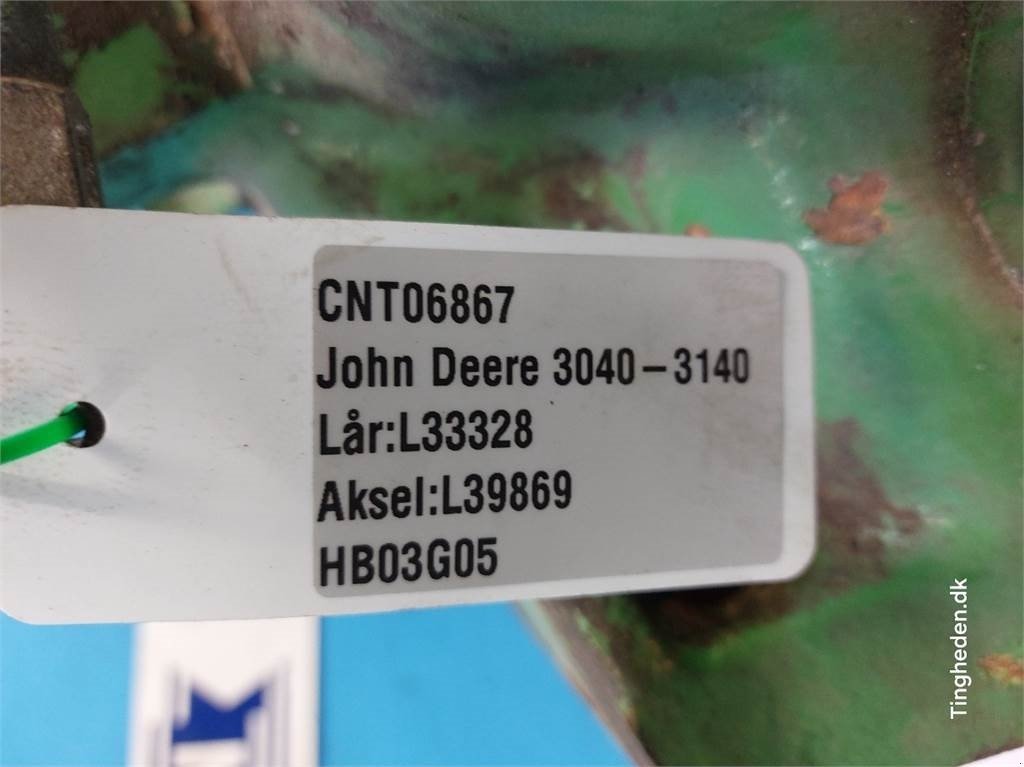 CNT06867
John Deere 3040-3140
Lår:L33328
Aksel:L39869
HB03G05
Tingheden.dk